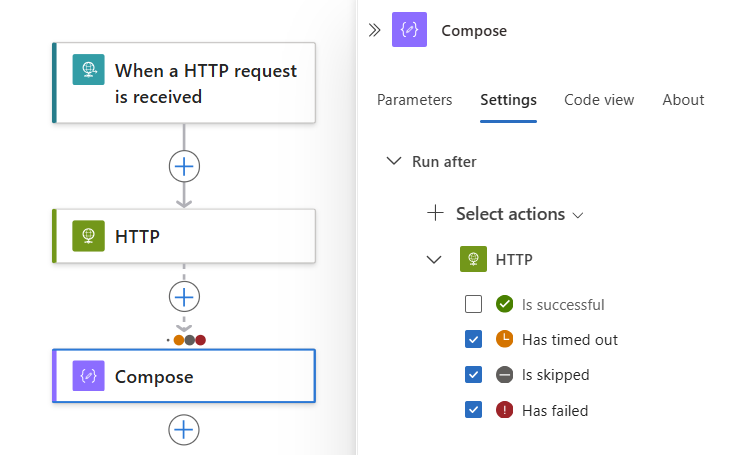 When a HTTP request
is received
HTTP
Compose
Compose
Parameters Settings Code view About
Run after
Select actions
HTTP
Is successful
Has timed out
Is skipped
Has failed